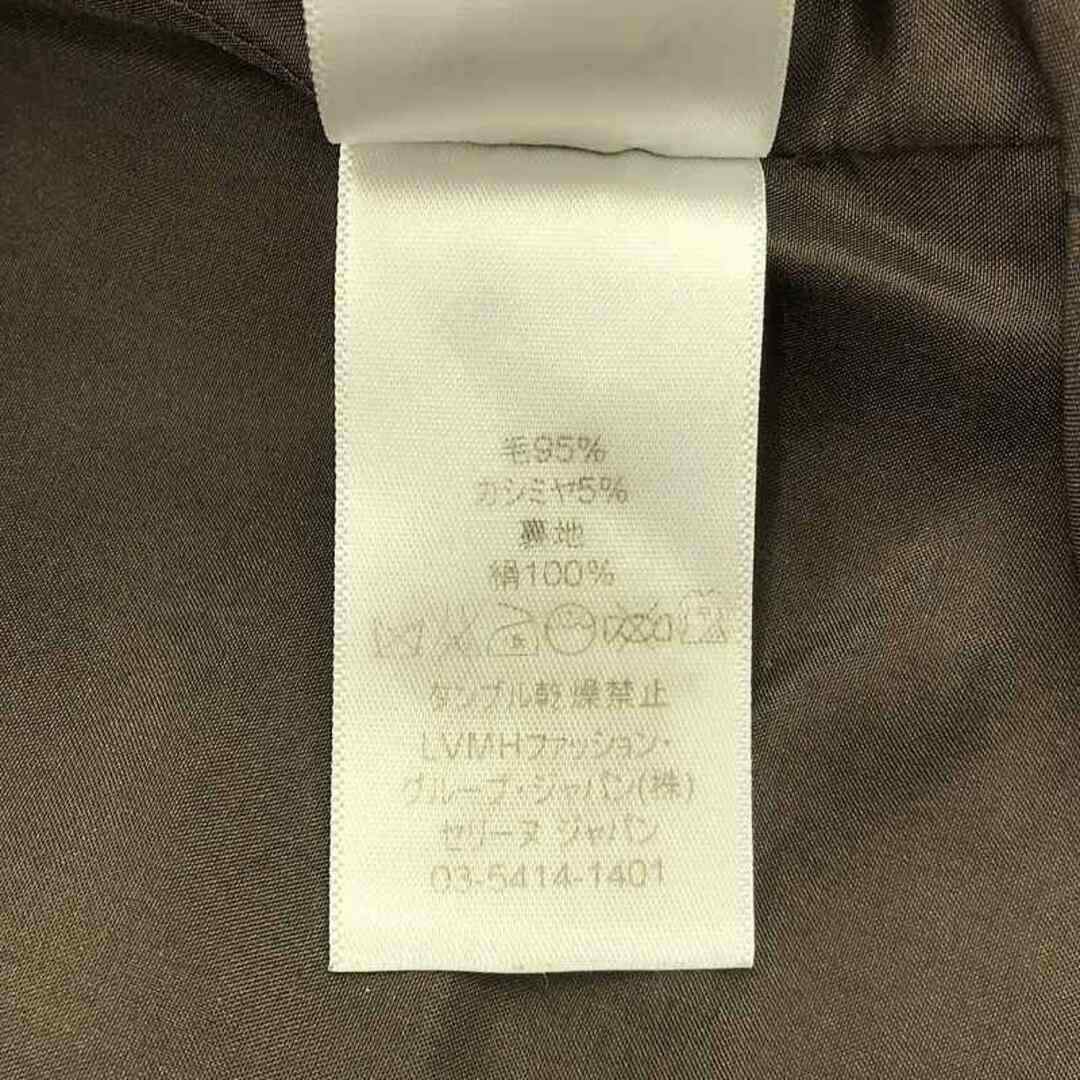 毛95%
カシミヤ5%
裏地
絹100%
タンブル乾燥禁止
LVMHファッション・
グループ・ジャパン(株)
セリーヌ ジャパン
03-5414-1401